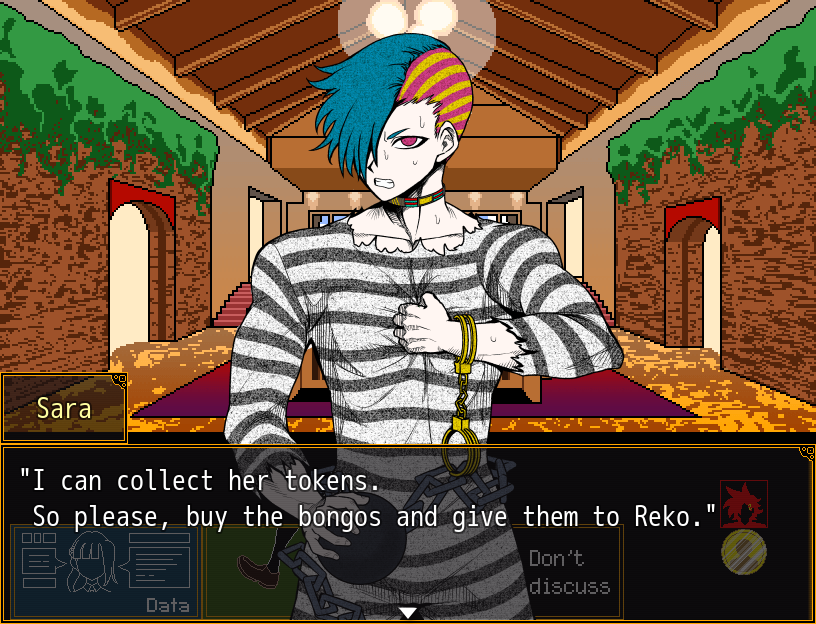 Sara
"I can collect her tokens.
So please, buy the bongos and give them to Reko."
Data
Don't
discuss